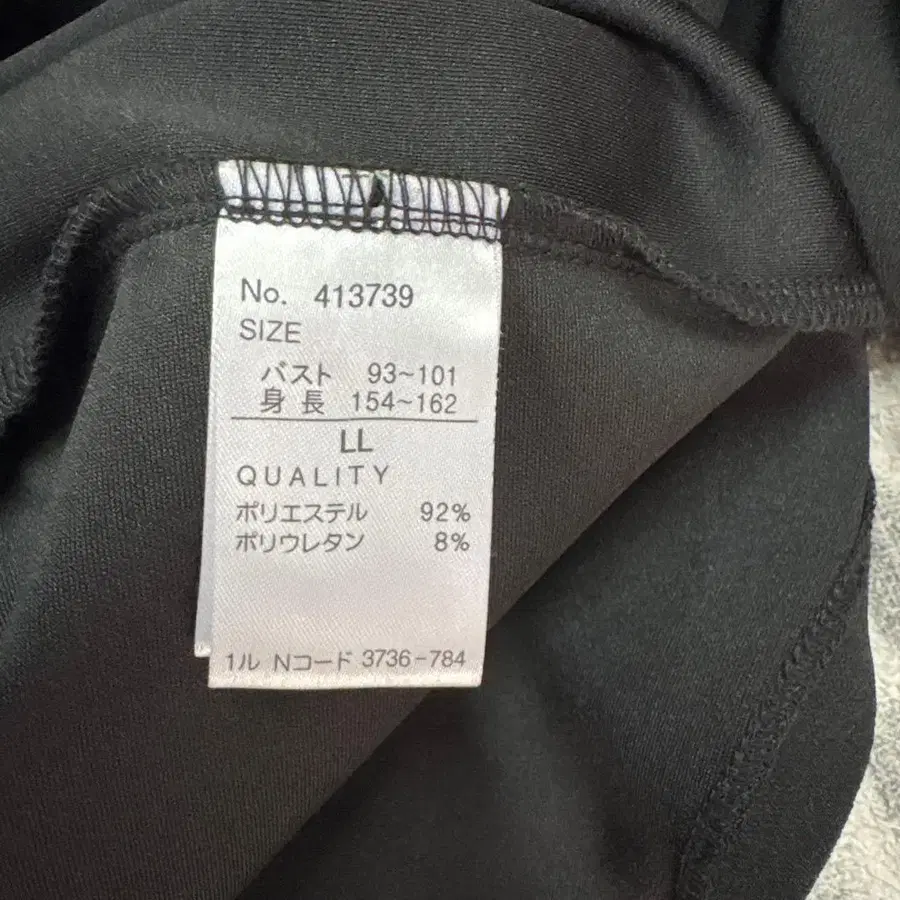 No. 413739
SIZE
バスト 93~101
身長 154~162
LL
QUALITY
ポリエステル 92%
ポリウレタン 8%
1ル Nコード 3736-784